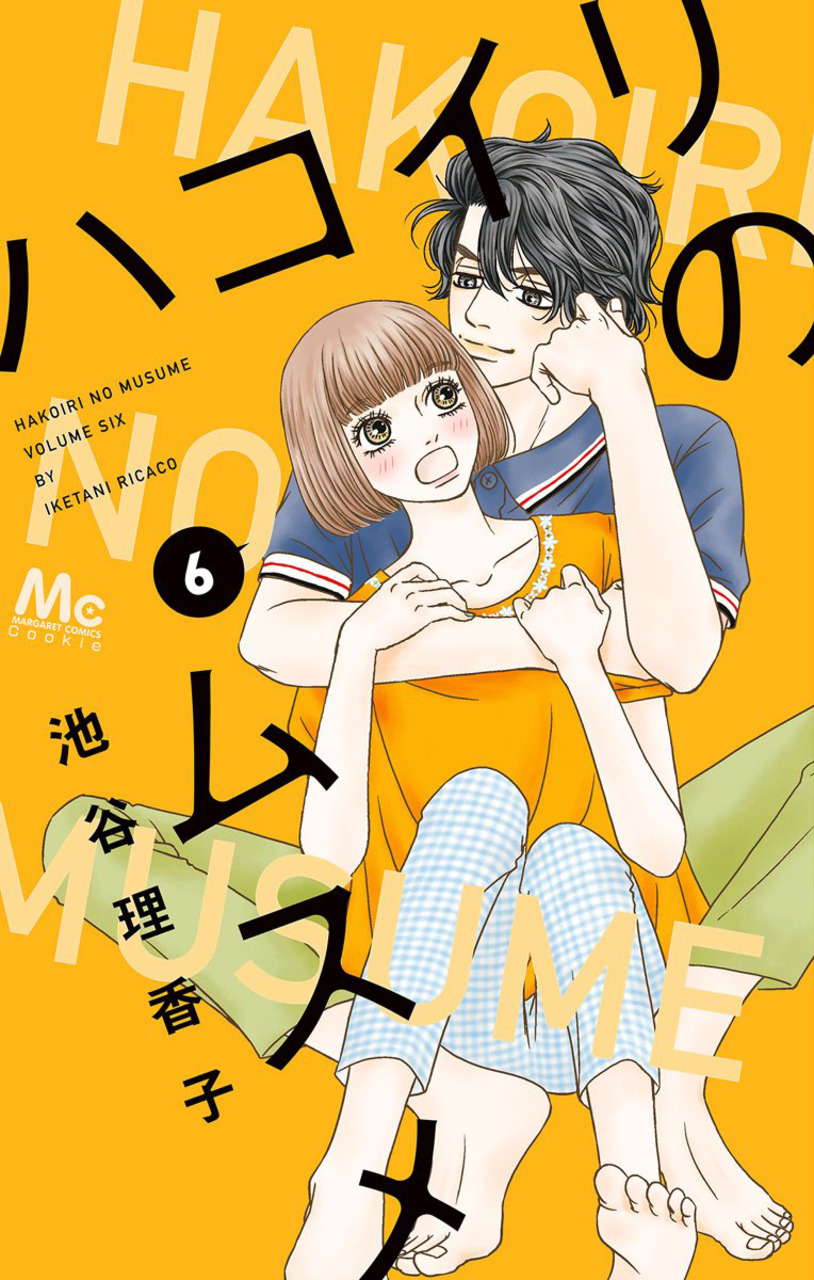 HAKOIRI
NO
MUSUME
ハコイリの
ムスメ
HAKOIRI NO MUSUME
VOLUME SIX
BY
IKETANI RICACO
6
Mc
MARGARET COMICS
Cookie
池谷理香子